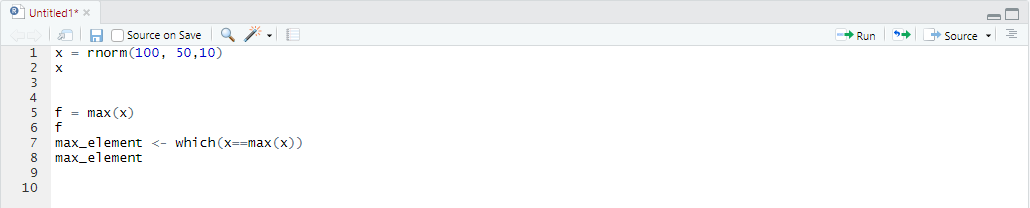 Untitled1*
Source on Save
Run
Source
1 x = rnorm(100, 50,10)
2 x
3
4
5 f = max(x)
6 f
7 max_element <- which(x==max(x))
8 max_element
9
10